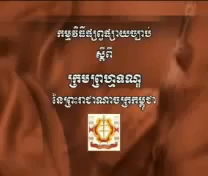 កម្មវិធីផ្សព្វផ្សាយច្បាប់
ស្តីពី
ក្រមព្រហ្មទណ្ឌ
នៃព្រះរាជាណាចក្រកម្ពុជា